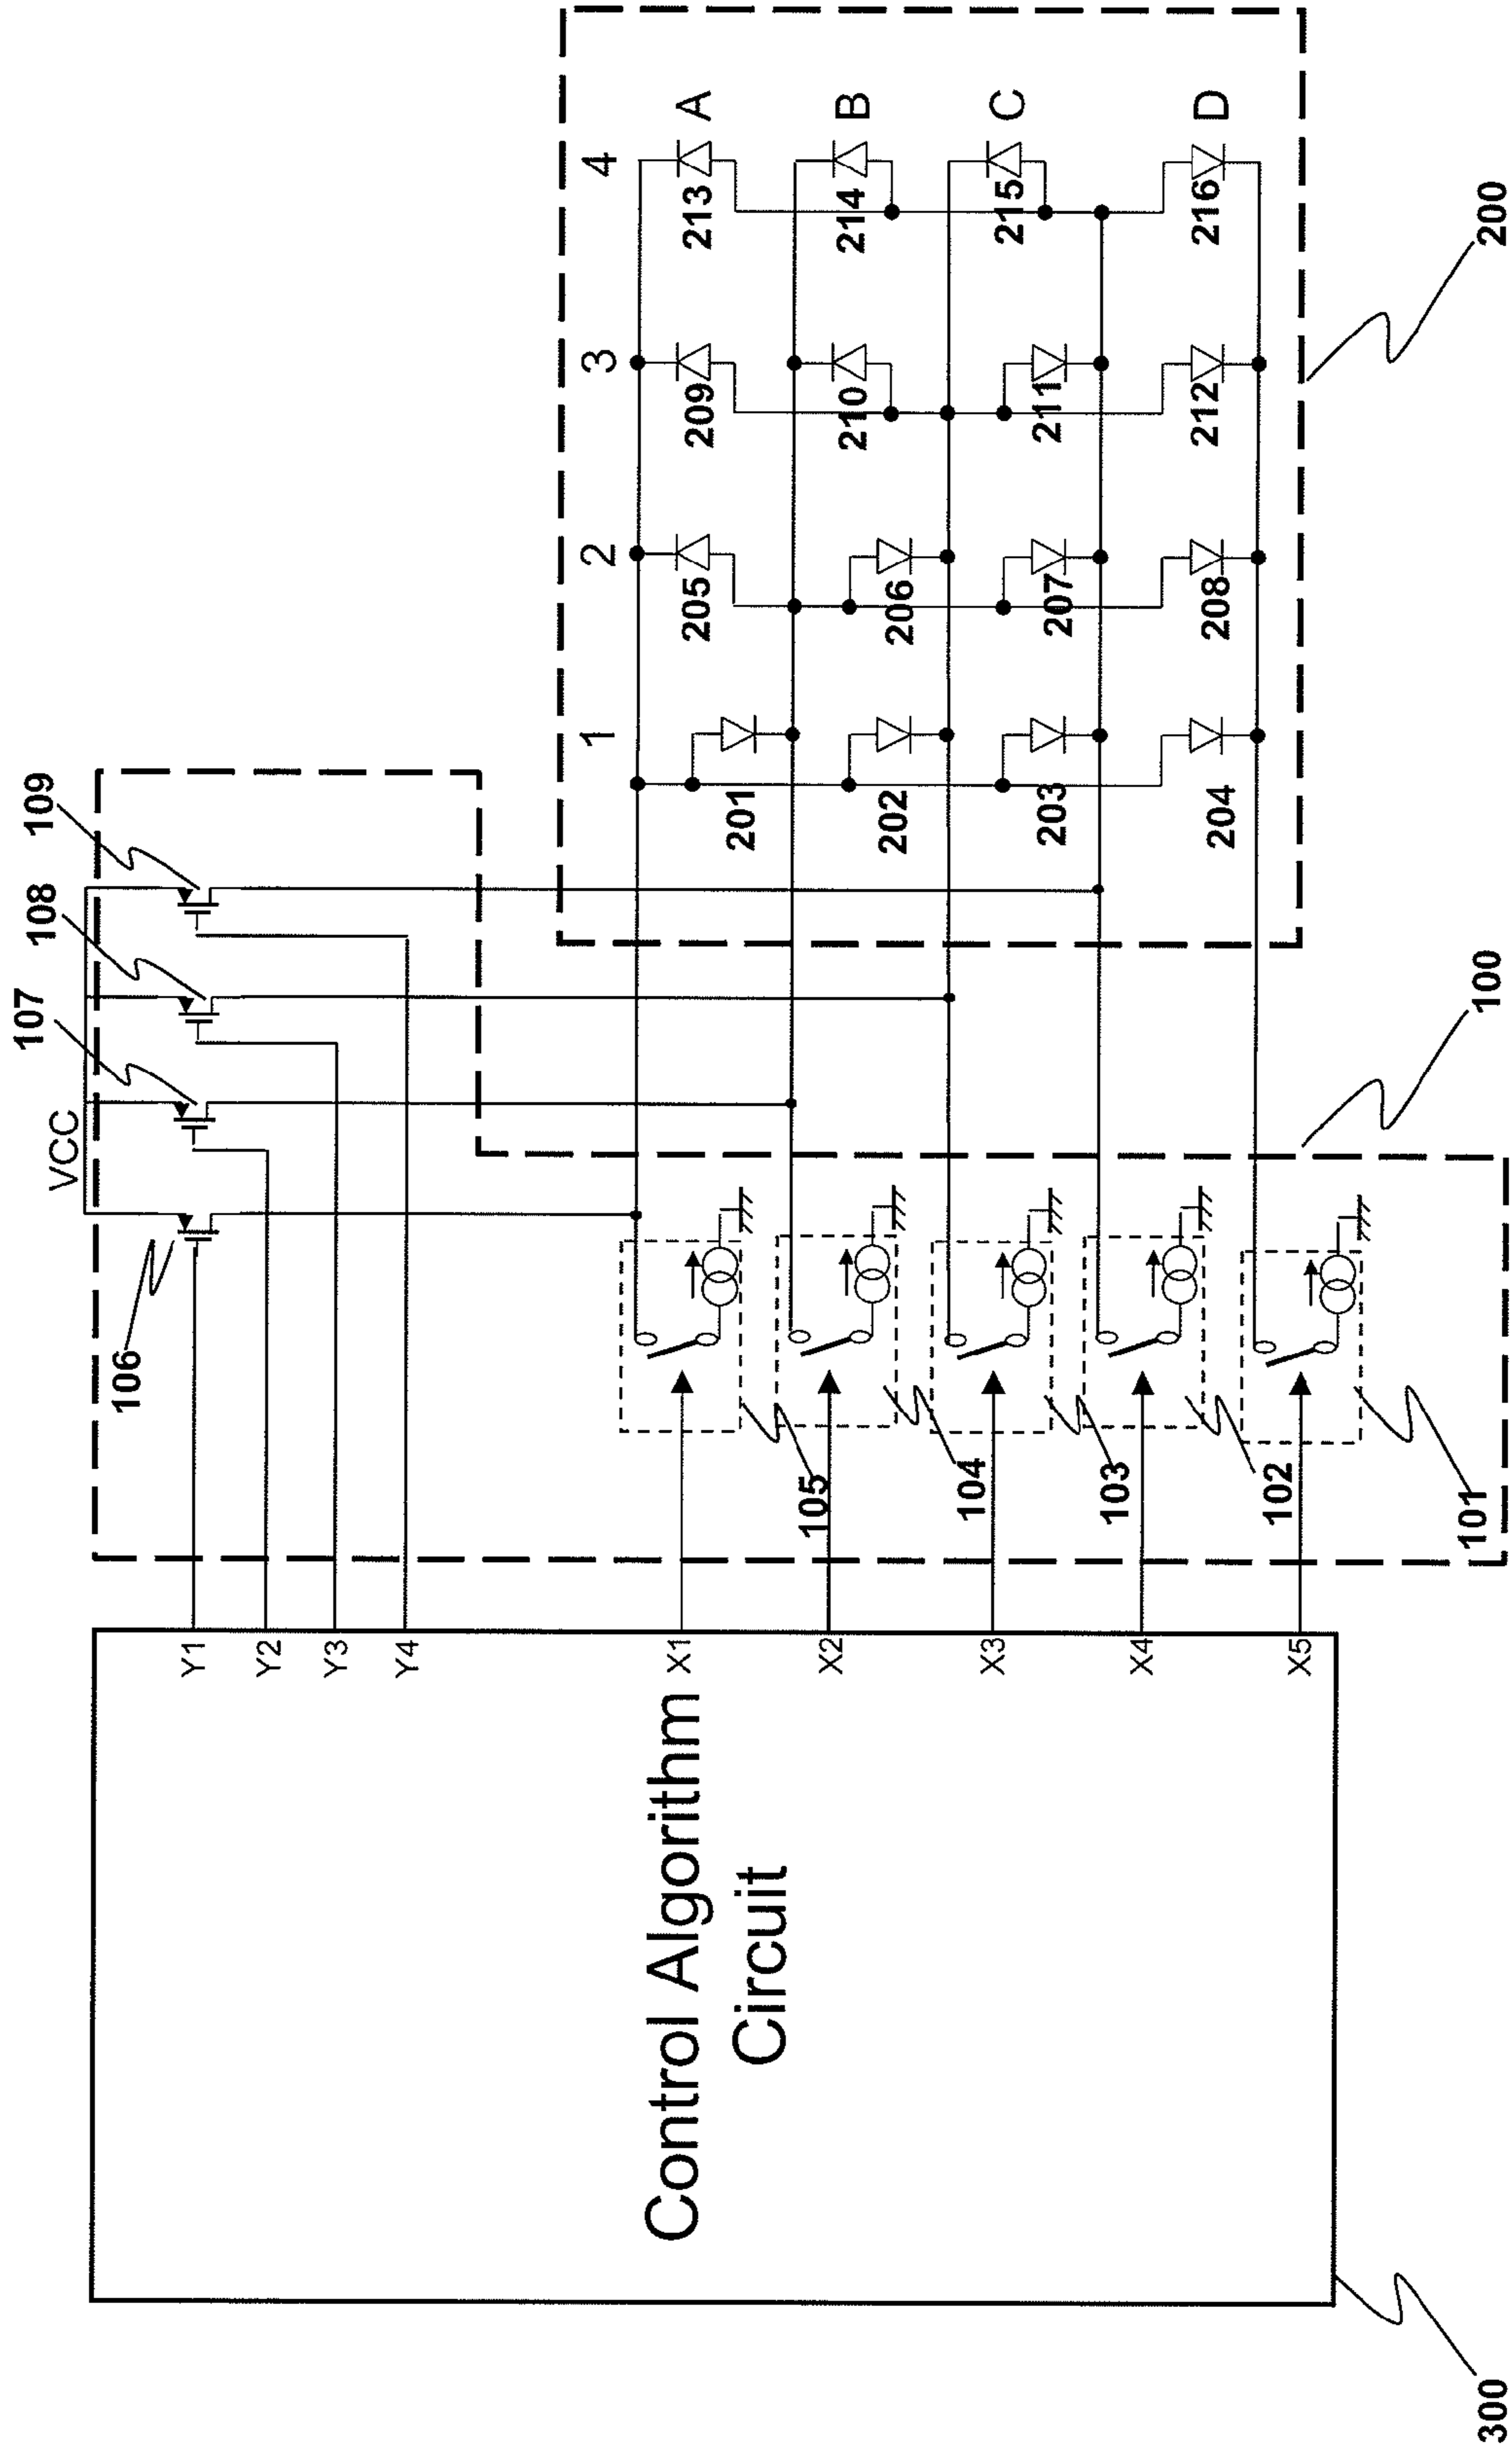 VCC
106
107
108
109
Y1
Y2
Y3
Y4
Control Algorithm
Circuit
X1
X2
X3
X4
X5
105
104
103
102
101
1
2
3
4
A
B
C
D
201
205
209
213
202
206
210
214
203
207
211
215
204
208
212
216
300
100
200